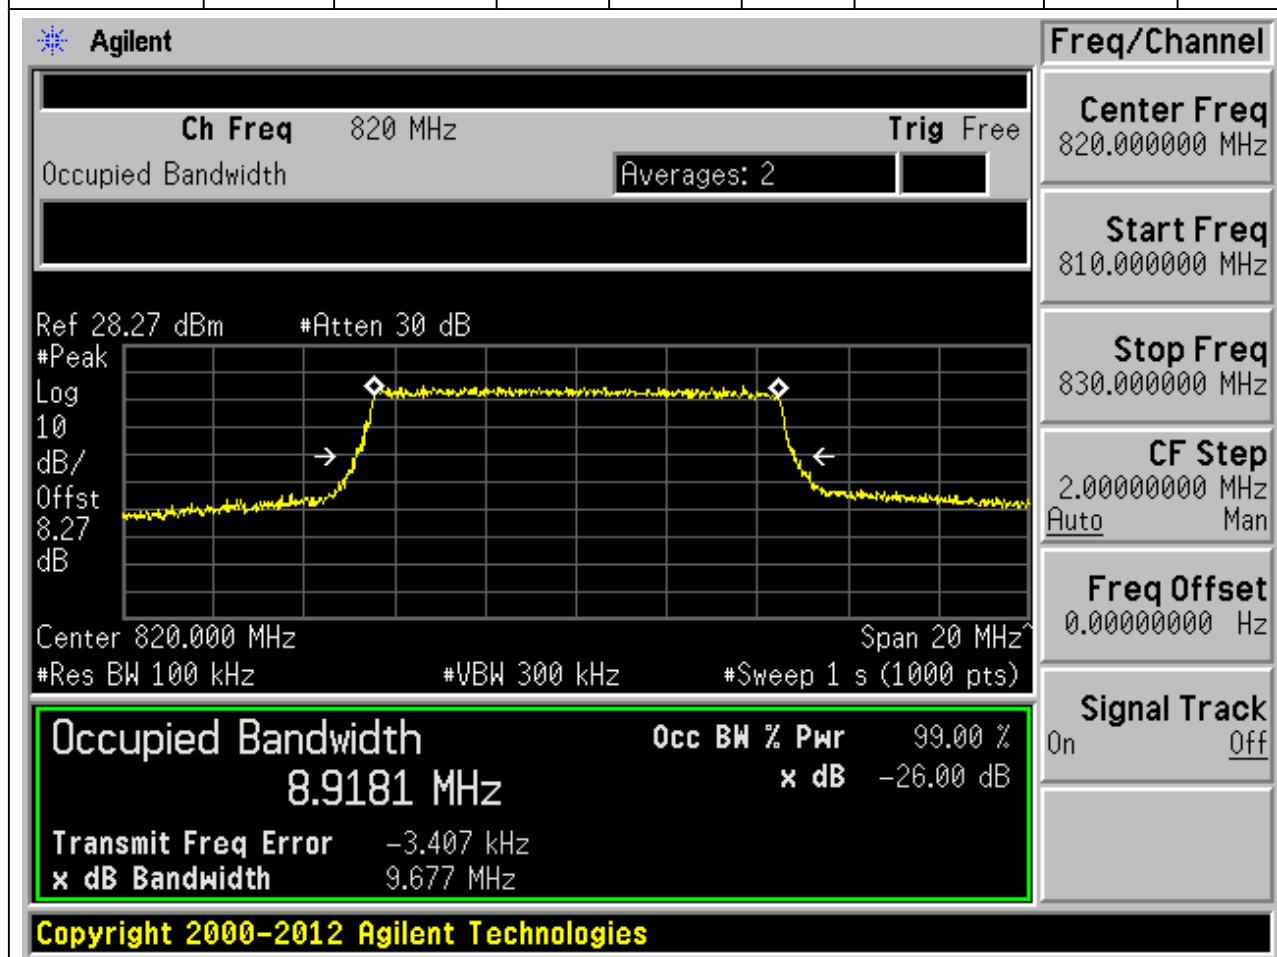 Agilent
Freq/Channel
Ch Freq 820 MHz Trig Free
Occupied Bandwidth Averages: 2
Ref 28.27 dBm #Atten 30 dB
#Peak
Log
10
dB/
Offst
8.27
dB
Center 820.000 MHz Span 20 MHz^
#Res BW 100 kHz #VBW 300 kHz #Sweep 1 s (1000 pts)
Occupied Bandwidth Occ BW % Pwr 99.00 %
8.9181 MHz x dB -26.00 dB
Transmit Freq Error -3.407 kHz
x dB Bandwidth 9.677 MHz
Copyright 2000-2012 Agilent Technologies
Center Freq
820.000000 MHz
Start Freq
810.000000 MHz
Stop Freq
830.000000 MHz
CF Step
2.00000000 MHz
Auto Man
Freq Offset
0.00000000 Hz
Signal Track
On Off